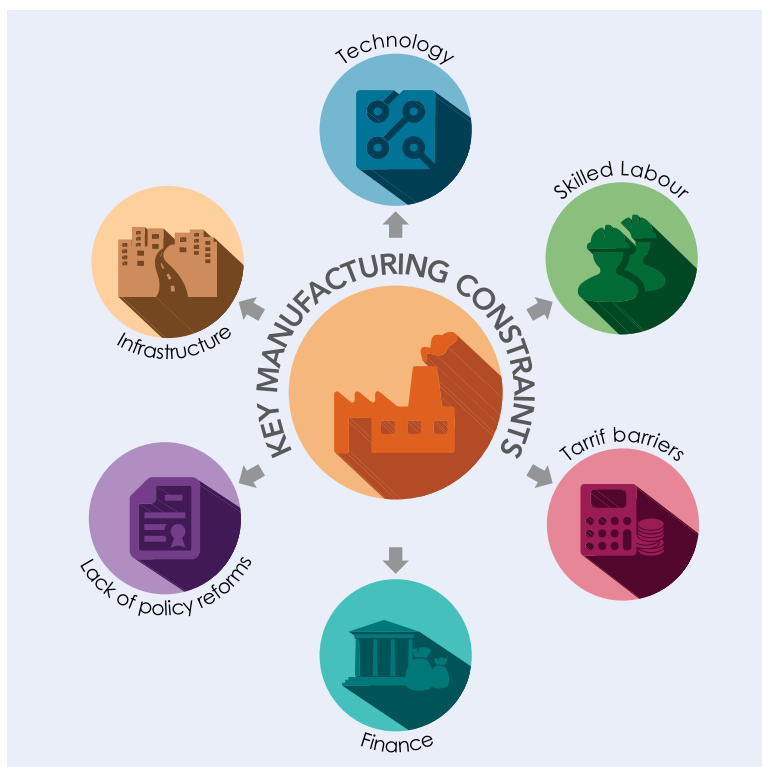 Technology
Skilled Labour
Infrastructure
KEY MANUFACTURING CONSTRAINTS
Tarrif barriers
Lack of policy reforms
Finance